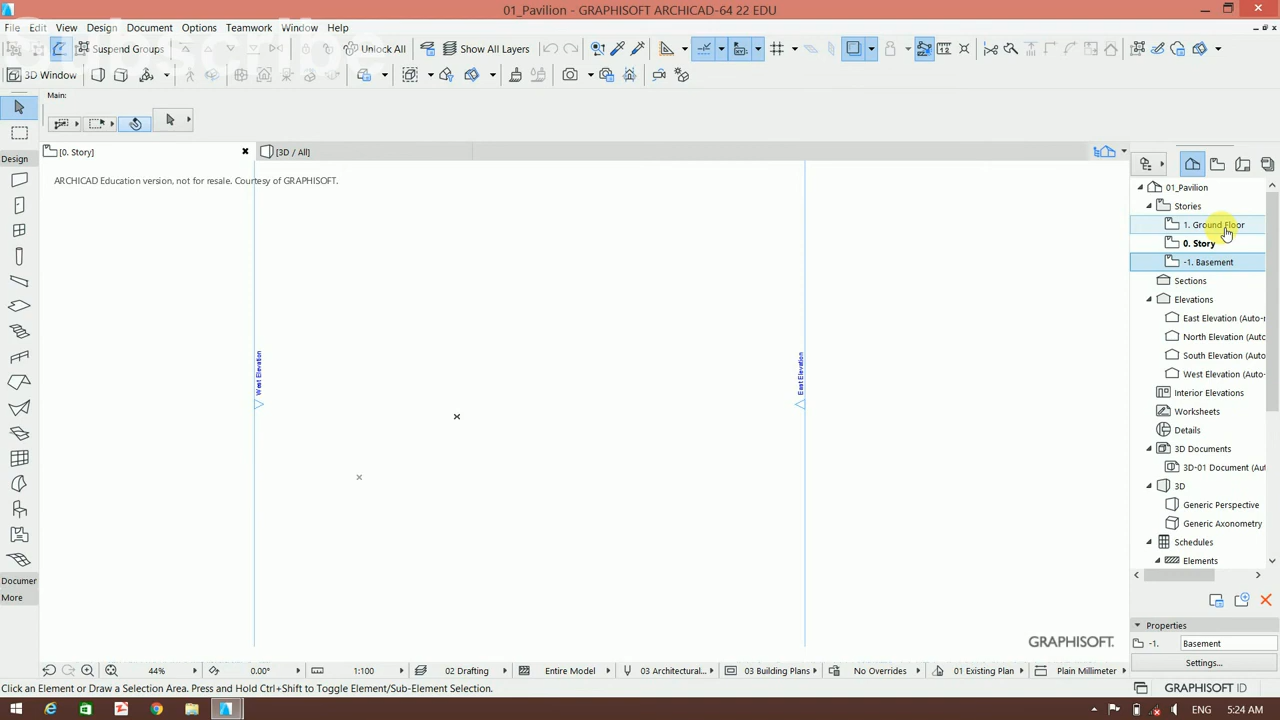 01_Pavilion - GRAPHISOFT ARCHICAD-64 22 EDU
File Edit View Design Document Options Teamwork Window Help
Subscribe
Suspend Groups
Unlock All
Show All Layers
3D Window
Main:
[0. Story]
[3D / All]
Design
ARCHICAD Education version, not for resale. Courtesy of GRAPHISOFT.
West Elevation
East Elevation
01_Pavilion
Stories
1. Ground Floor
0. Story
-1. Basement
Sections
Elevations
East Elevation (Auto-r
North Elevation (Autc
South Elevation (Auto
West Elevation (Auto-
Interior Elevations
Worksheets
Details
3D Documents
3D-01 Document (Aut
3D
Generic Perspective
Generic Axonometry
Schedules
Elements
Documer
More
Properties
-1. Basement
Settings...
GRAPHISOFT.
44% 0.00° 1:100 02 Drafting Entire Model 03 Architectural... 03 Building Plans No Overrides 01 Existing Plan Plain Millimeter
Click an Element or Draw a Selection Area. Press and Hold Ctrl+Shift to Toggle Element/Sub-Element Selection.
GRAPHISOFT ID
ENG 5:24 AM